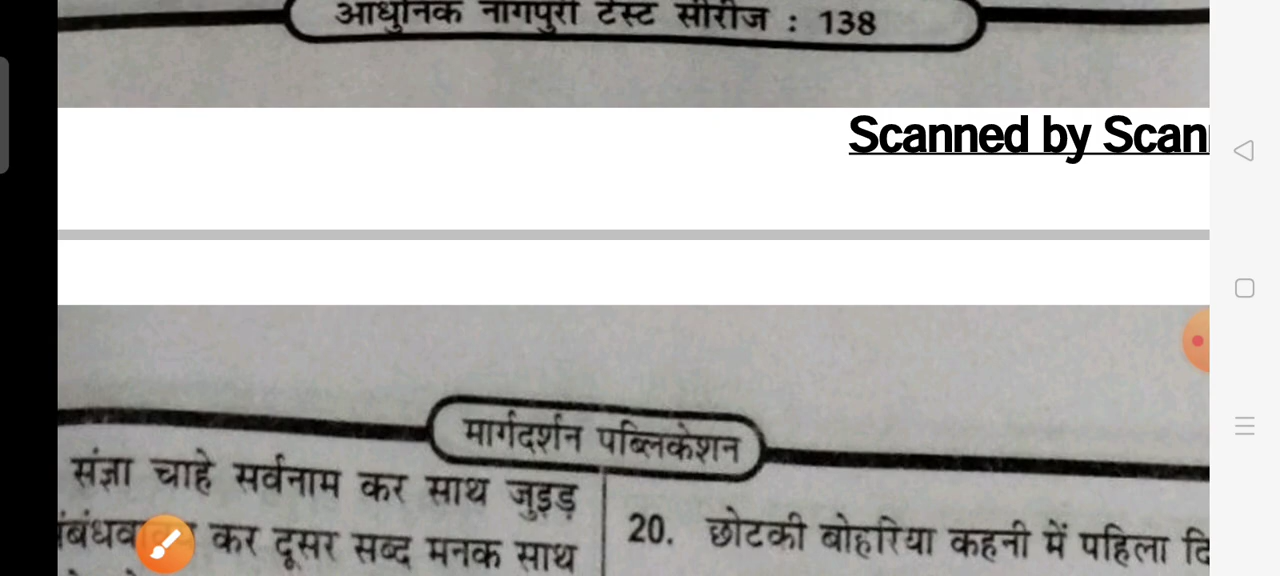 आधुनिक नागपुरी टेस्ट सीरीज : 138
Scanned by Scan
मार्गदर्शन पब्लिकेशन
संज्ञा चाहे सर्वनाम कर साथ जुइड़
कर दूसर सब्द मनक साथ
20. छोटकी बोहरिया कहनी में पहिला